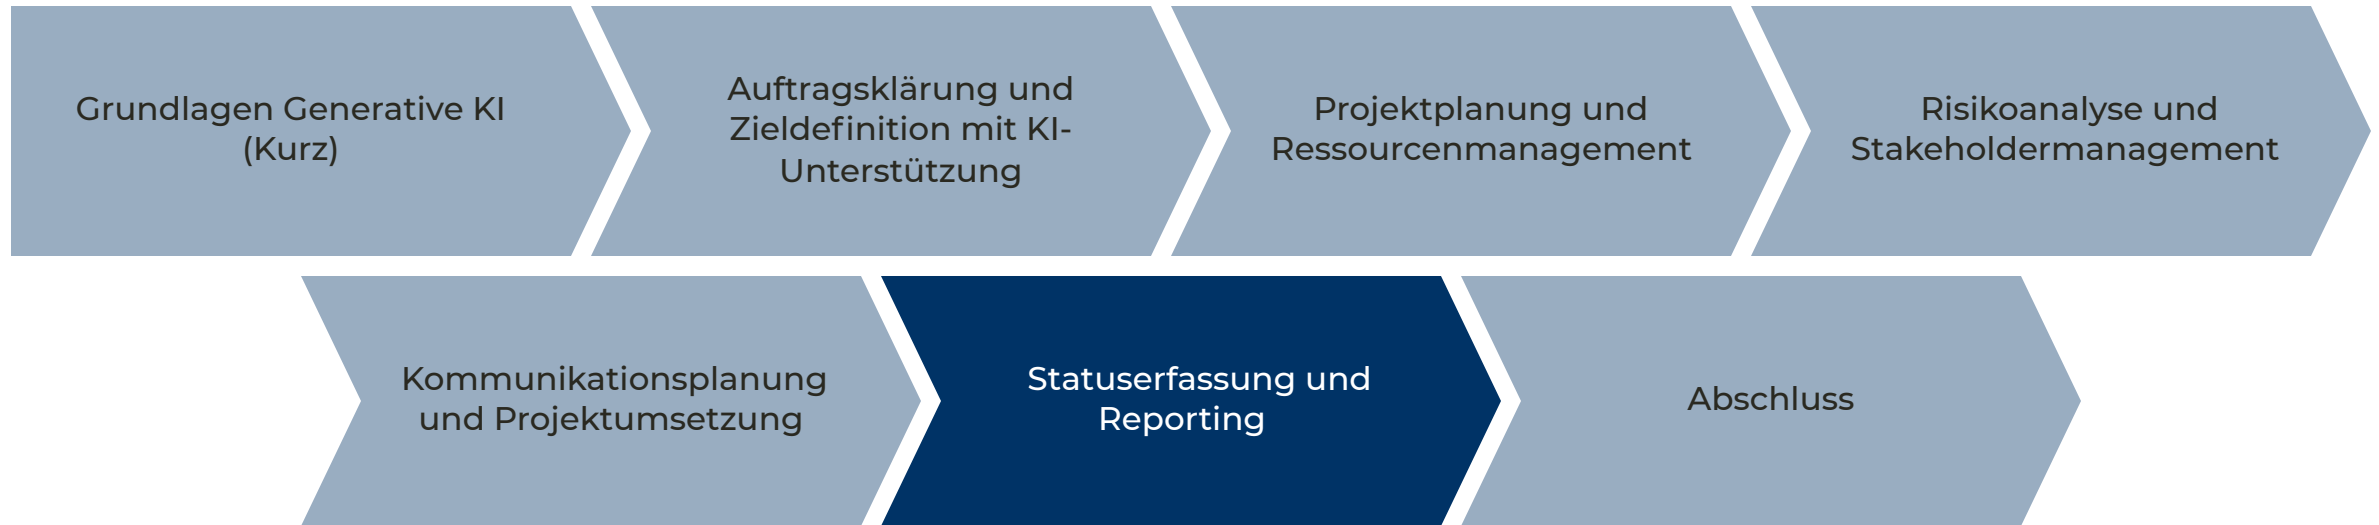 Grundlagen Generative KI
(Kurz)
Auftragsklärung und
Zieldefinition mit KI-
Unterstützung
Projektplanung und
Ressourcenmanagement
Risikoanalyse und
Stakeholdermanagement
Kommunikationsplanung
und Projektumsetzung
Statuserfassung und
Reporting
Abschluss